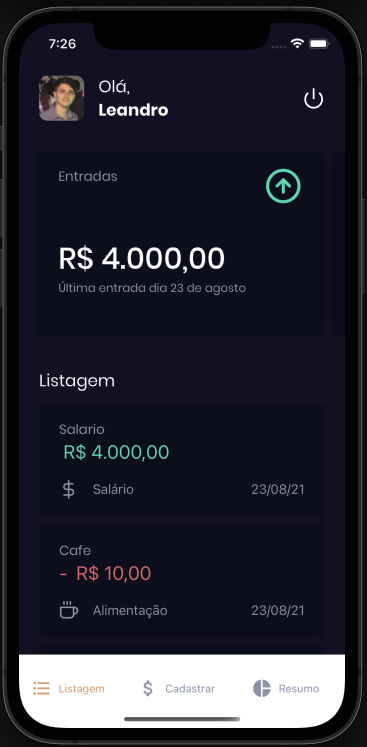 7:26
Olá,
Leandro
Entradas
R$ 4.000,00
Última entrada dia 23 de agosto
Listagem
Salario
R$ 4.000,00
Salário 23/08/21
Cafe
- R$ 10,00
Alimentação 23/08/21
Listagem Cadastrar Resumo